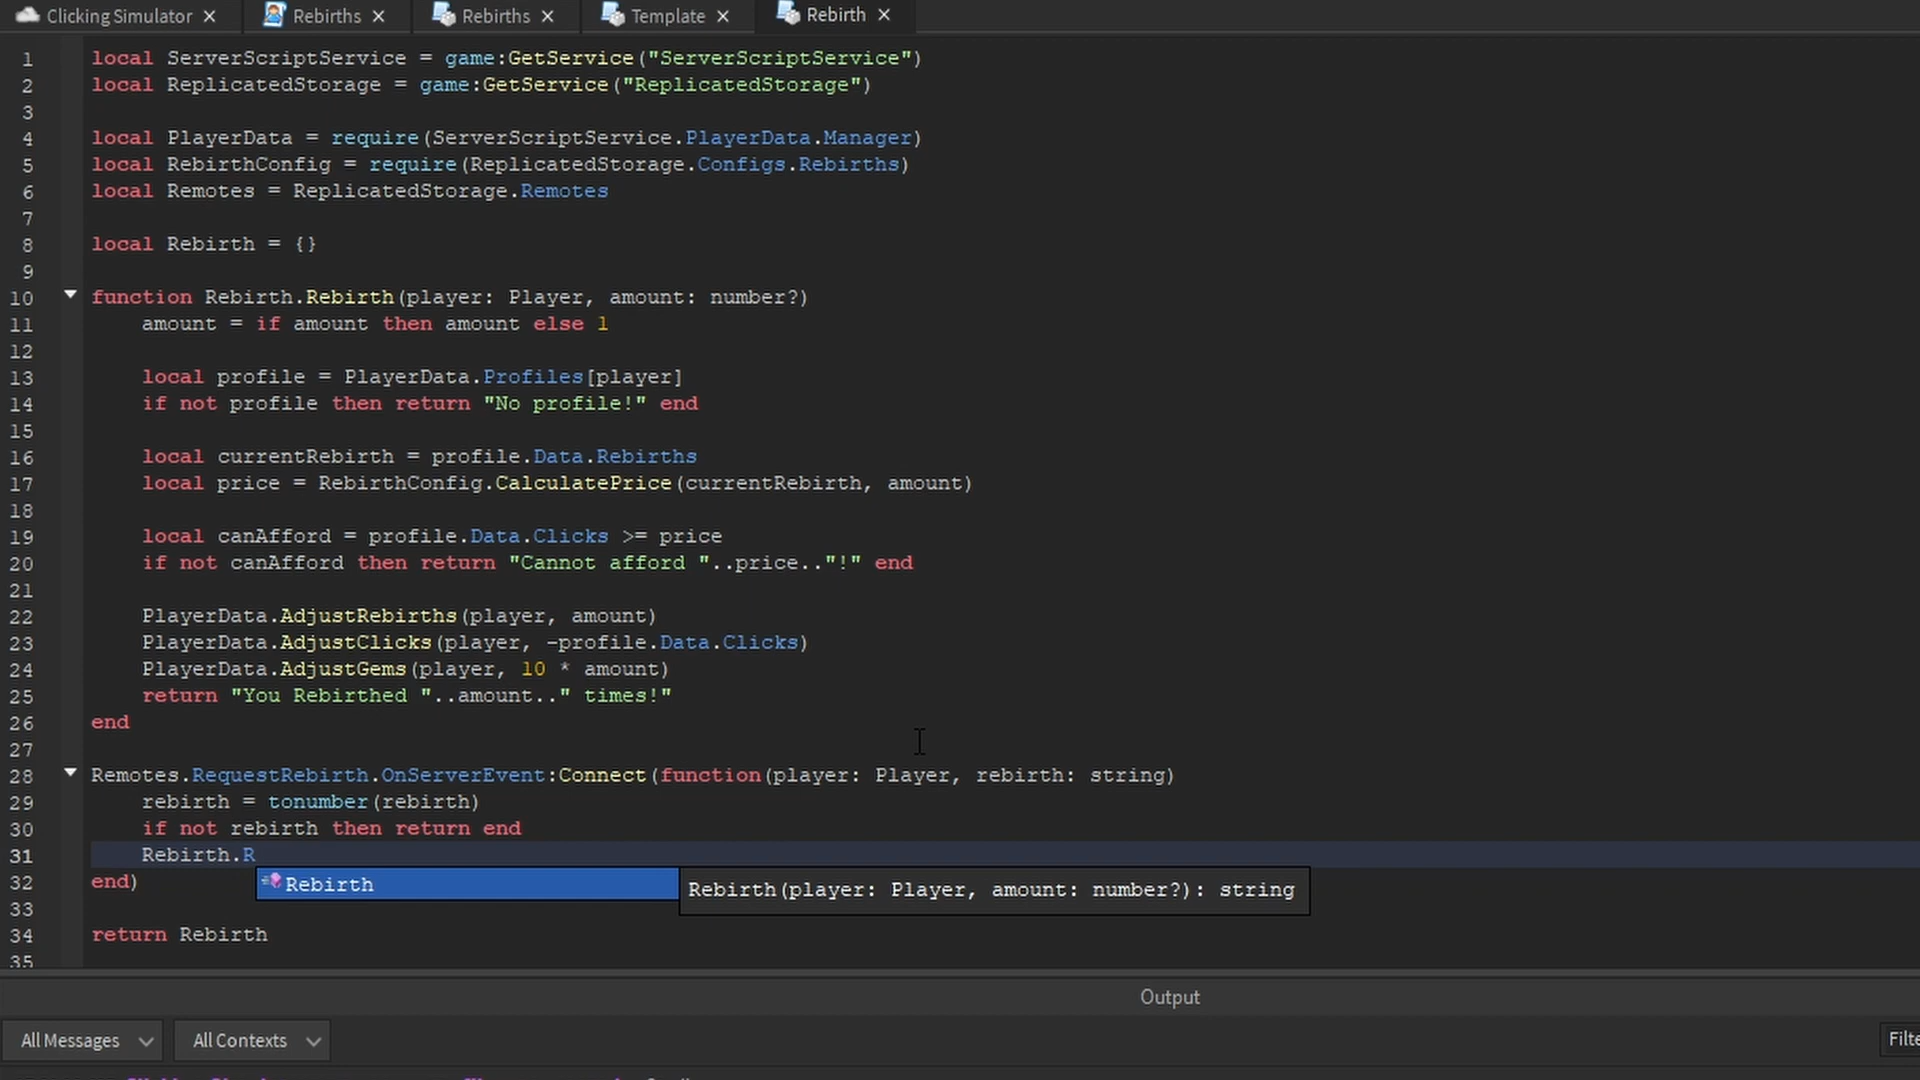 Clicking Simulator
Rebirths
Rebirths
Template
Rebirth
1 local ServerScriptService = game:GetService("ServerScriptService")
2 local ReplicatedStorage = game:GetService("ReplicatedStorage")
3
4 local PlayerData = require(ServerScriptService.PlayerData.Manager)
5 local RebirthConfig = require(ReplicatedStorage.Configs.Rebirths)
6 local Remotes = ReplicatedStorage.Remotes
7
8 local Rebirth = {}
9
10 function Rebirth.Rebirth(player: Player, amount: number?)
11 amount = if amount then amount else 1
12
13 local profile = PlayerData.Profiles[player]
14 if not profile then return "No profile!" end
15
16 local currentRebirth = profile.Data.Rebirths
17 local price = RebirthConfig.CalculatePrice(currentRebirth, amount)
18
19 local canAfford = profile.Data.Clicks >= price
20 if not canAfford then return "Cannot afford "..price.."!" end
21
22 PlayerData.AdjustRebirths(player, amount)
23 PlayerData.AdjustClicks(player, -profile.Data.Clicks)
24 PlayerData.AdjustGems(player, 10 * amount)
25 return "You Rebirthed "..amount.." times!"
26 end
27
28 Remotes.RequestRebirth.OnServerEvent:Connect(function(player: Player, rebirth: string)
29 rebirth = tonumber(rebirth)
30 if not rebirth then return end
31 Rebirth.R
Rebirth Rebirth(player: Player, amount: number?): string
32 end)
33
34 return Rebirth
35
Output
All Messages All Contexts Filte